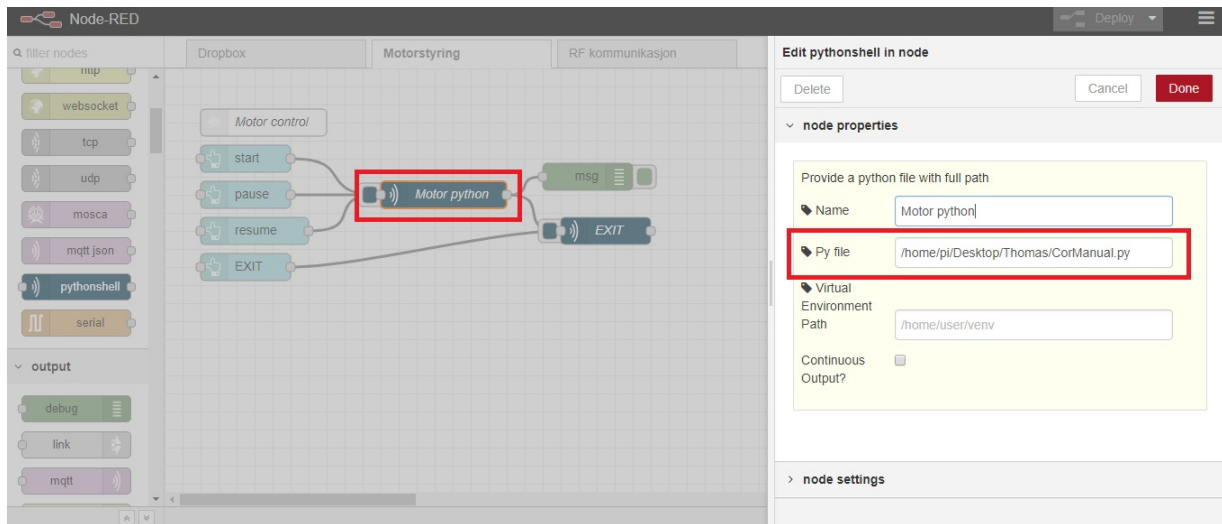 Node-RED
Deploy
filter nodes
http
websocket
tcp
udp
mosca
mqtt json
pythonshell
serial
output
debug
link
mqtt
Dropbox
Motorstyring
RF kommunikasjon
Motor control
start
pause
resume
EXIT
Motor python
msg
EXIT
Edit pythonshell in node
Delete
Cancel
Done
node properties
Provide a python file with full path
Name
Motor python
Py file
/home/pi/Desktop/Thomas/CorManual.py
Virtual
Environment
Path
/home/user/venv
Continuous
Output?
node settings